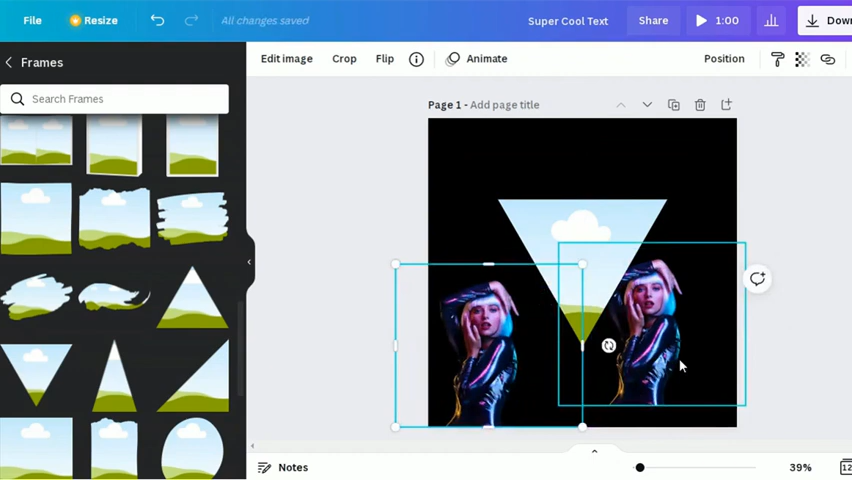 File
Resize
All changes saved
Super Cool Text
Share
1:00
Down
Frames
Search Frames
Edit image
Crop
Flip
Animate
Position
Page 1 - Add page title
Notes
39%
12